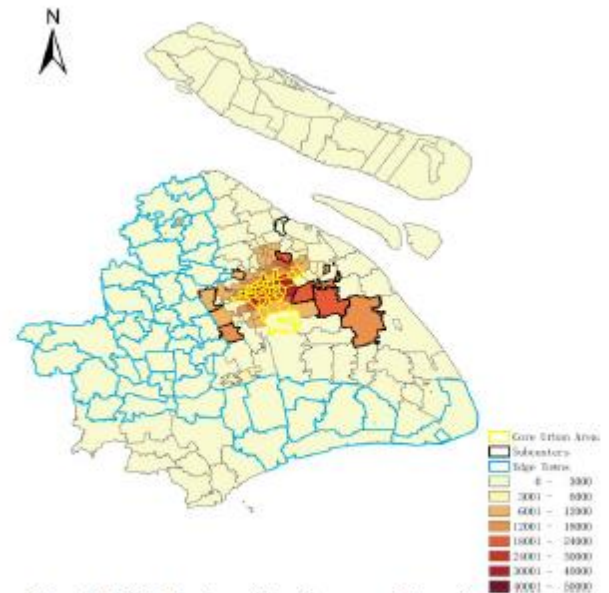 N
Core Urban Area
Subcenters
Edge Towns
0 - 3000
3001 - 6000
6001 - 12000
12001 - 18000
18001 - 24000
24001 - 30000
30001 - 40000
40001 - 50000